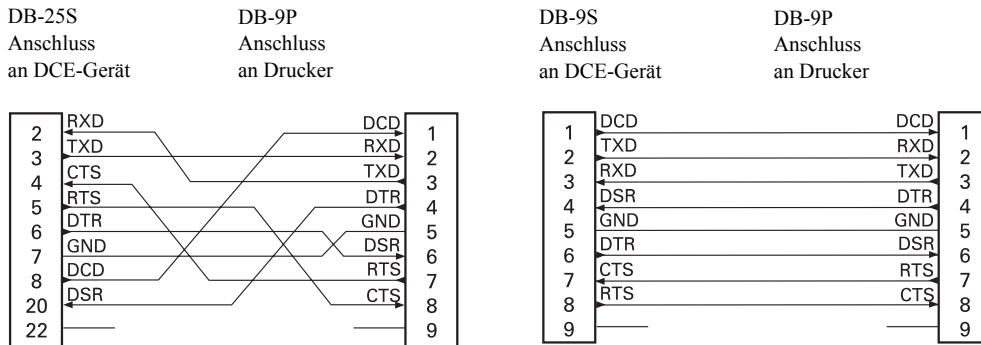 DB-25S
Anschluss
an DCE-Gerät
DB-9P
Anschluss
an Drucker
2 RXD DCD 1
3 TXD RXD 2
4 CTS TXD 3
5 RTS DTR 4
6 DTR GND 5
7 GND DSR 6
8 DCD RTS 7
20 DSR CTS 8
22 9
DB-9S
Anschluss
an DCE-Gerät
DB-9P
Anschluss
an Drucker
1 DCD DCD 1
2 TXD RXD 2
3 RXD TXD 3
4 DSR DTR 4
5 GND GND 5
6 DTR DSR 6
7 CTS RTS 7
8 RTS CTS 8
9 9